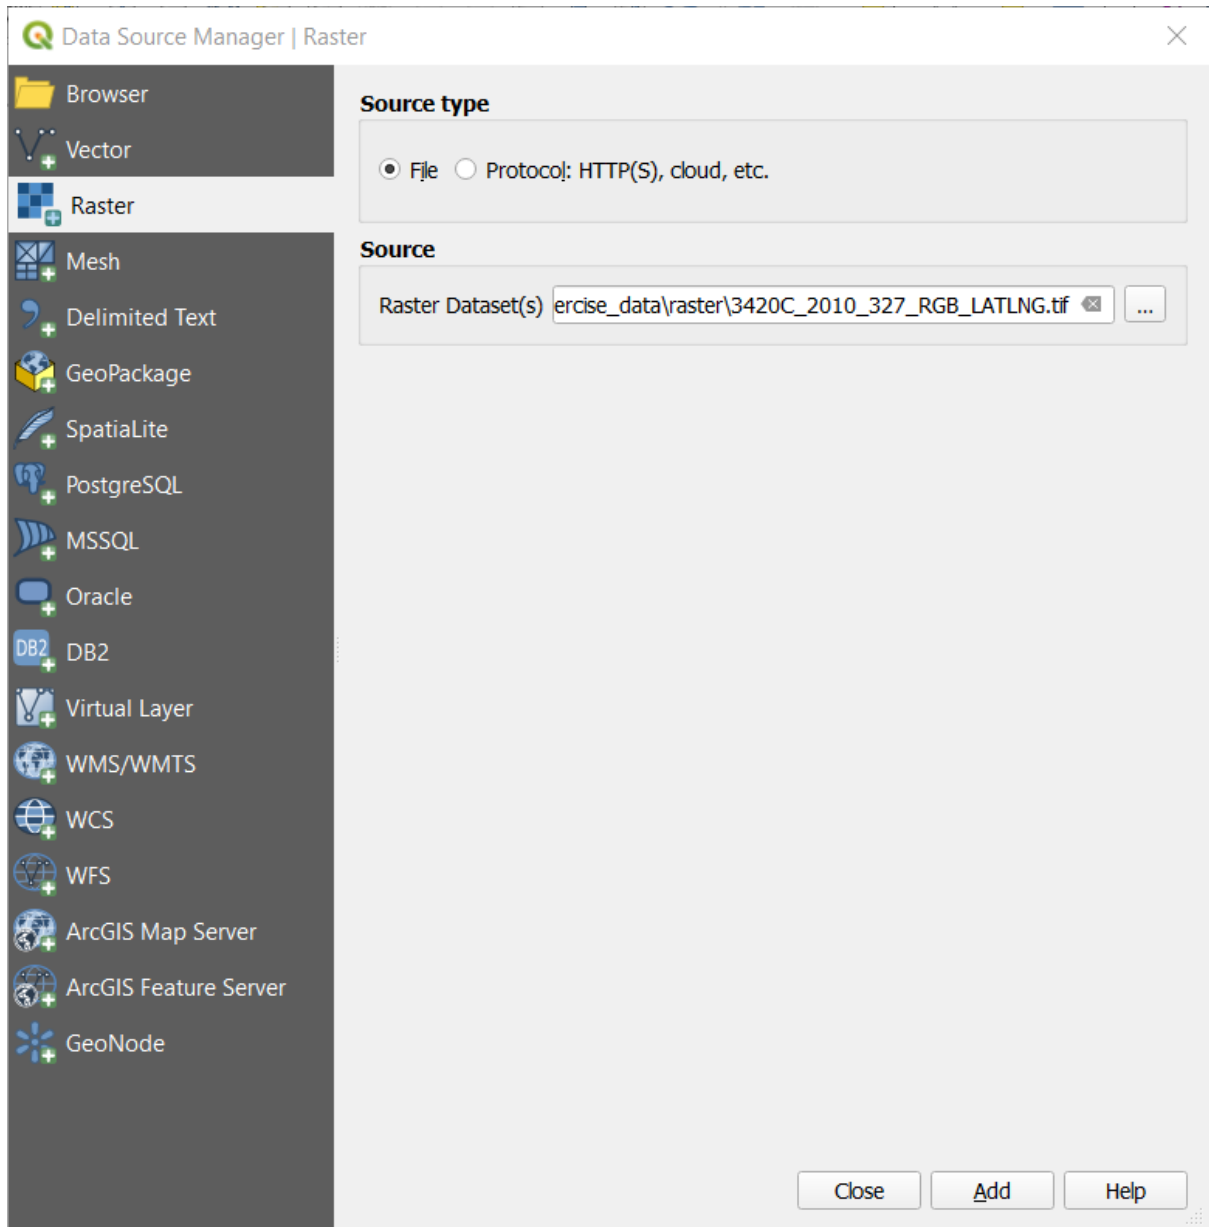 Data Source Manager | Raster
Browser
Vector
Raster
Mesh
Delimited Text
GeoPackage
SpatiaLite
PostgreSQL
MSSQL
Oracle
DB2
DB2
Virtual Layer
WMS/WMTS
WCS
WFS
ArcGIS Map Server
ArcGIS Feature Server
GeoNode
Source type
File Protocol: HTTP(S), cloud, etc.
Source
Raster Dataset(s) ercise_data\raster\3420C_2010_327_RGB_LATLNG.tif ...
Close Add Help